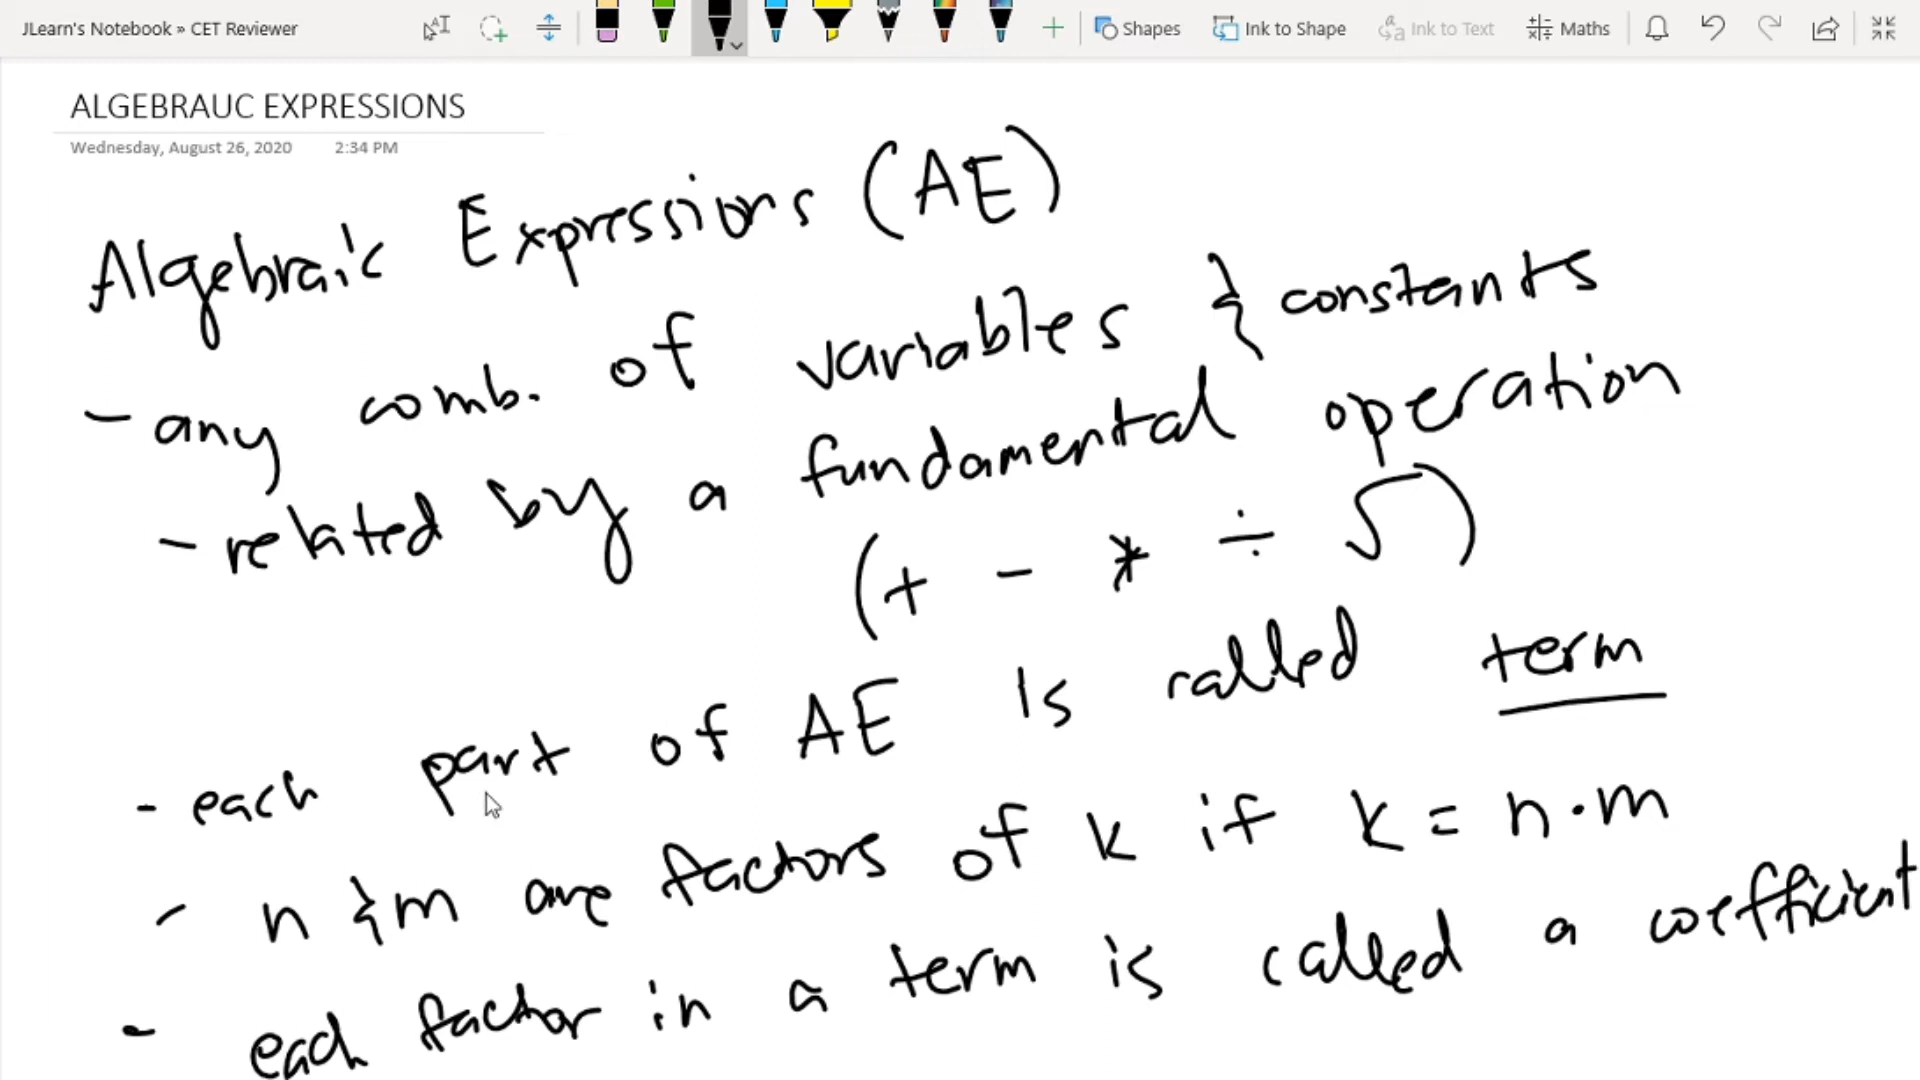 JLearn's Notebook » CET Reviewer
Shapes
Ink to Shape
Ink to Text
Maths
ALGEBRAUC EXPRESSIONS
Wednesday, August 26, 2020 2:34 PM
Algebraic Expressions (AE)
- any comb. of variables & constants
- related by a fundamental operation
(+ - * ÷ √)
- each part of AE is called term
- n & m are factors of k if k = n · m
- each factor in a term is called a coefficient